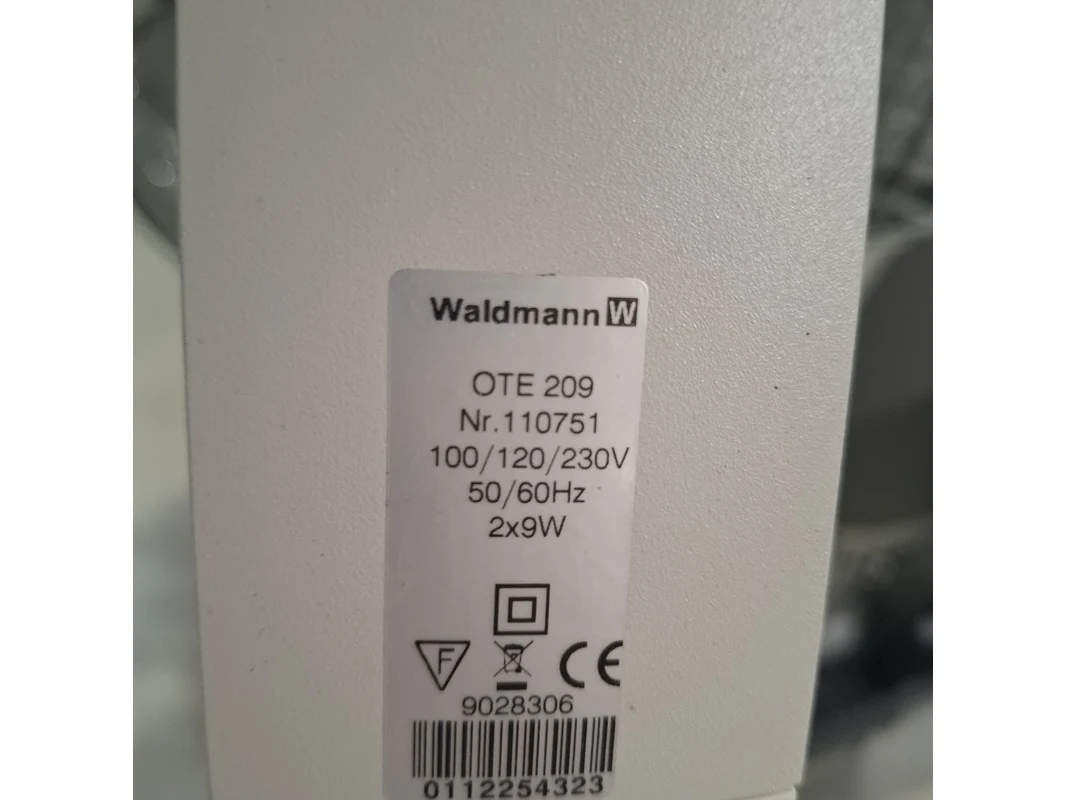 Waldmann W
OTE 209
Nr.110751
100/120/230V
50/60Hz
2x9W
F
CE
9028306
0112254323